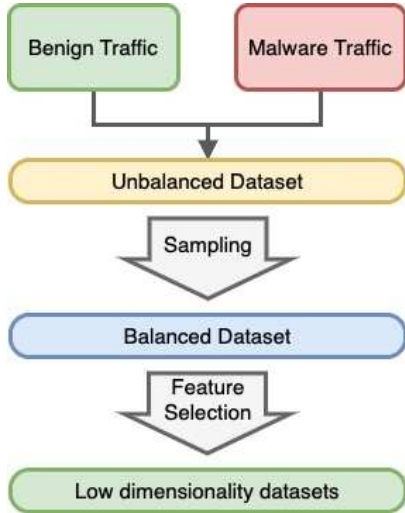 Benign Traffic
Malware Traffic
Unbalanced Dataset
Sampling
Balanced Dataset
Feature
Selection
Low dimensionality datasets